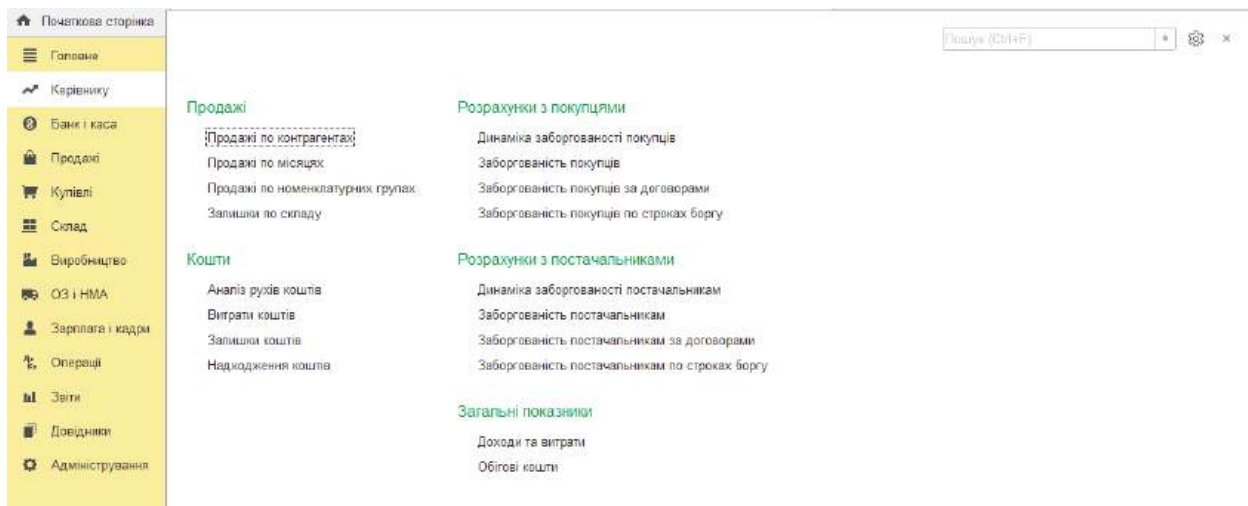 Початкова сторінка
Головне
Керівнику
Банк і каса
Продажі
Купівлі
Склад
Виробництво
ОЗ і НМА
Зарплата і кадри
Операції
Звіти
Довідники
Адміністрування
Пошук (Ctrl+F)
Продажі
Продажі по контрагентах
Продажі по місяцях
Продажі по номенклатурних групах
Залишки по складу
Кошти
Аналіз рухів коштів
Витрати коштів
Залишки коштів
Надходження коштів
Розрахунки з покупцями
Динаміка заборгованості покупців
Заборгованість покупців
Заборгованість покупців за договорами
Заборгованість покупців по строках боргу
Розрахунки з постачальниками
Динаміка заборгованості постачальникам
Заборгованість постачальникам
Заборгованість постачальникам за договорами
Заборгованість постачальникам по строках боргу
Загальні показники
Доходи та витрати
Обігові кошти